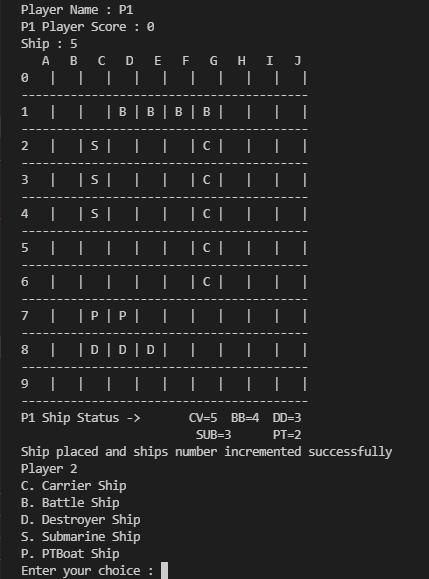 Player Name : P1
P1 Player Score : 0
Ship : 5
   A   B   C   D   E   F   G   H   I   J
0   |   |   |   |   |   |   |   |   |   |
-----------------------------------------
1   |   |   | B | B | B | B |   |   |   |
-----------------------------------------
2   |   | S |   |   |   | C |   |   |   |
-----------------------------------------
3   |   | S |   |   |   | C |   |   |   |
-----------------------------------------
4   |   | S |   |   |   | C |   |   |   |
-----------------------------------------
5   |   |   |   |   |   | C |   |   |   |
-----------------------------------------
6   |   |   |   |   |   | C |   |   |   |
-----------------------------------------
7   |   | P | P |   |   |   |   |   |   |
-----------------------------------------
8   |   | D | D | D |   |   |   |   |   |
-----------------------------------------
9   |   |   |   |   |   |   |   |   |   |
-----------------------------------------
P1 Ship Status ->       CV=5  BB=4  DD=3
                         SUB=3      PT=2
Ship placed and ships number incremented successfully
Player 2
C. Carrier Ship
B. Battle Ship
D. Destroyer Ship
S. Submarine Ship
P. PTBoat Ship
Enter your choice :